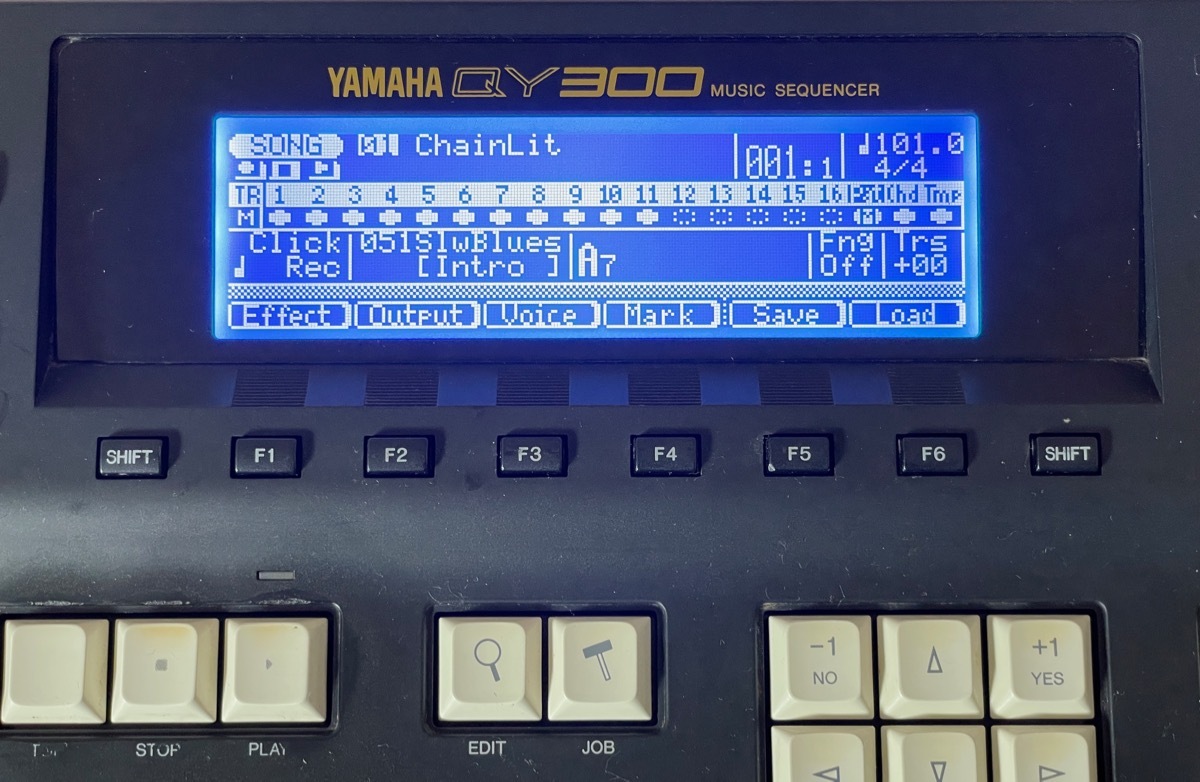 YAMAHA QY300 MUSIC SEQUENCER
SONG 01 ChainLit 001:1 ♩101.0
4/4
TR 1 2 3 4 5 6 7 8 9 10 11 12 13 14 15 16 Chd Tmp
M
Click 051SlwBlues A7 Eng Trs
♩ Rec [Intro ] Off +00
Effect Output Voice Mark Save Load
SHIFT F1 F2 F3 F4 F5 F6 SHIFT
-1 +1
NO YES
STOP PLAY EDIT JOB